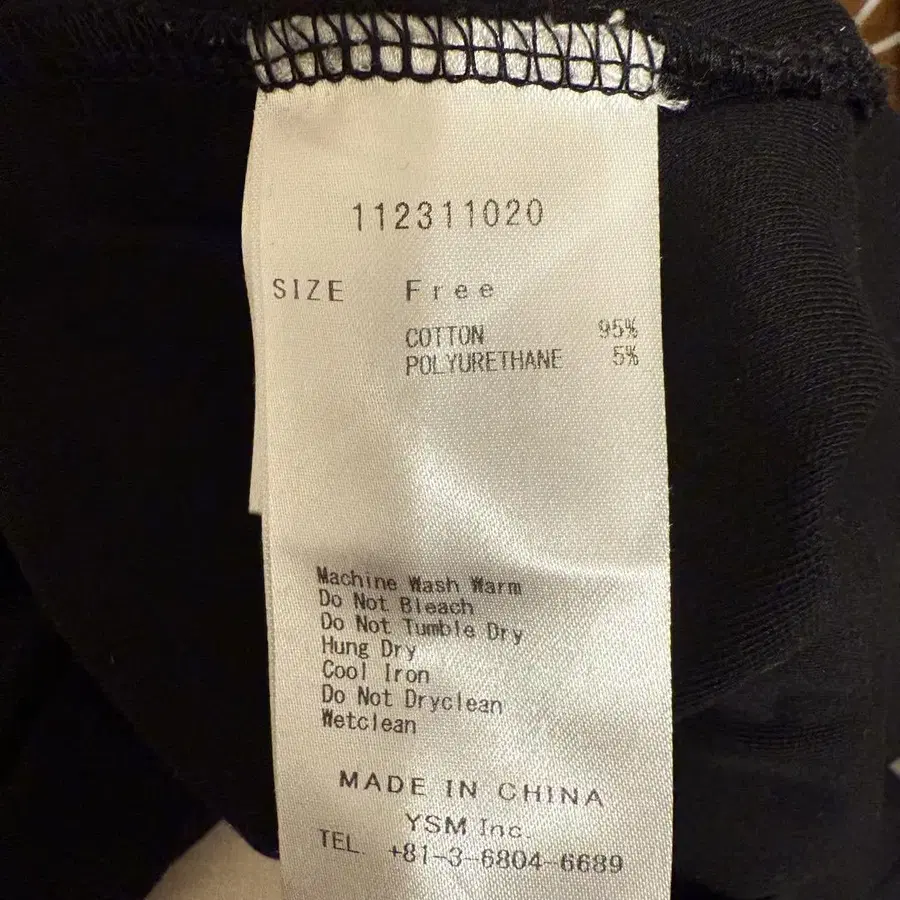 112311020
SIZE Free
COTTON 95%
POLYURETHANE 5%
Machine Wash Warm
Do Not Bleach
Do Not Tumble Dry
Hung Dry
Cool Iron
Do Not Dryclean
Wetclean
MADE IN CHINA
YSM Inc.
TEL. +81-3-6804-6689